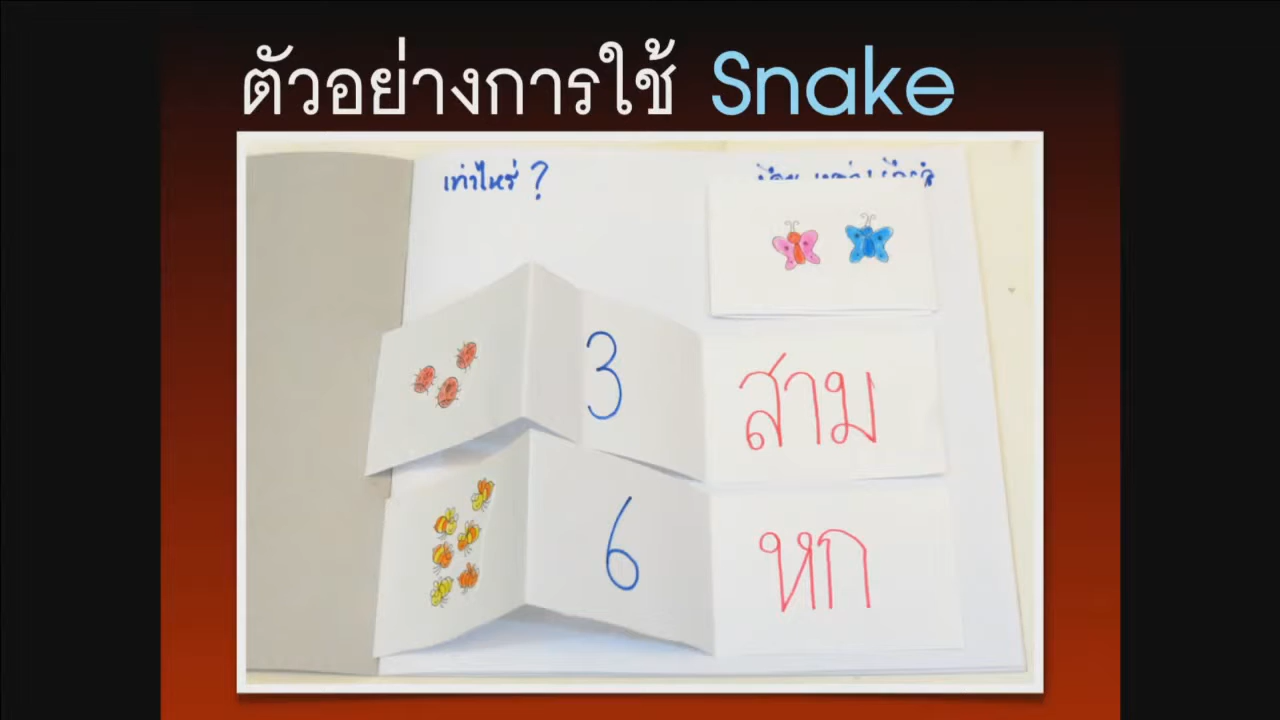 ตัวอย่างการใช้ Snake
เท่าไหร่ ?
3 สาม
6 หก